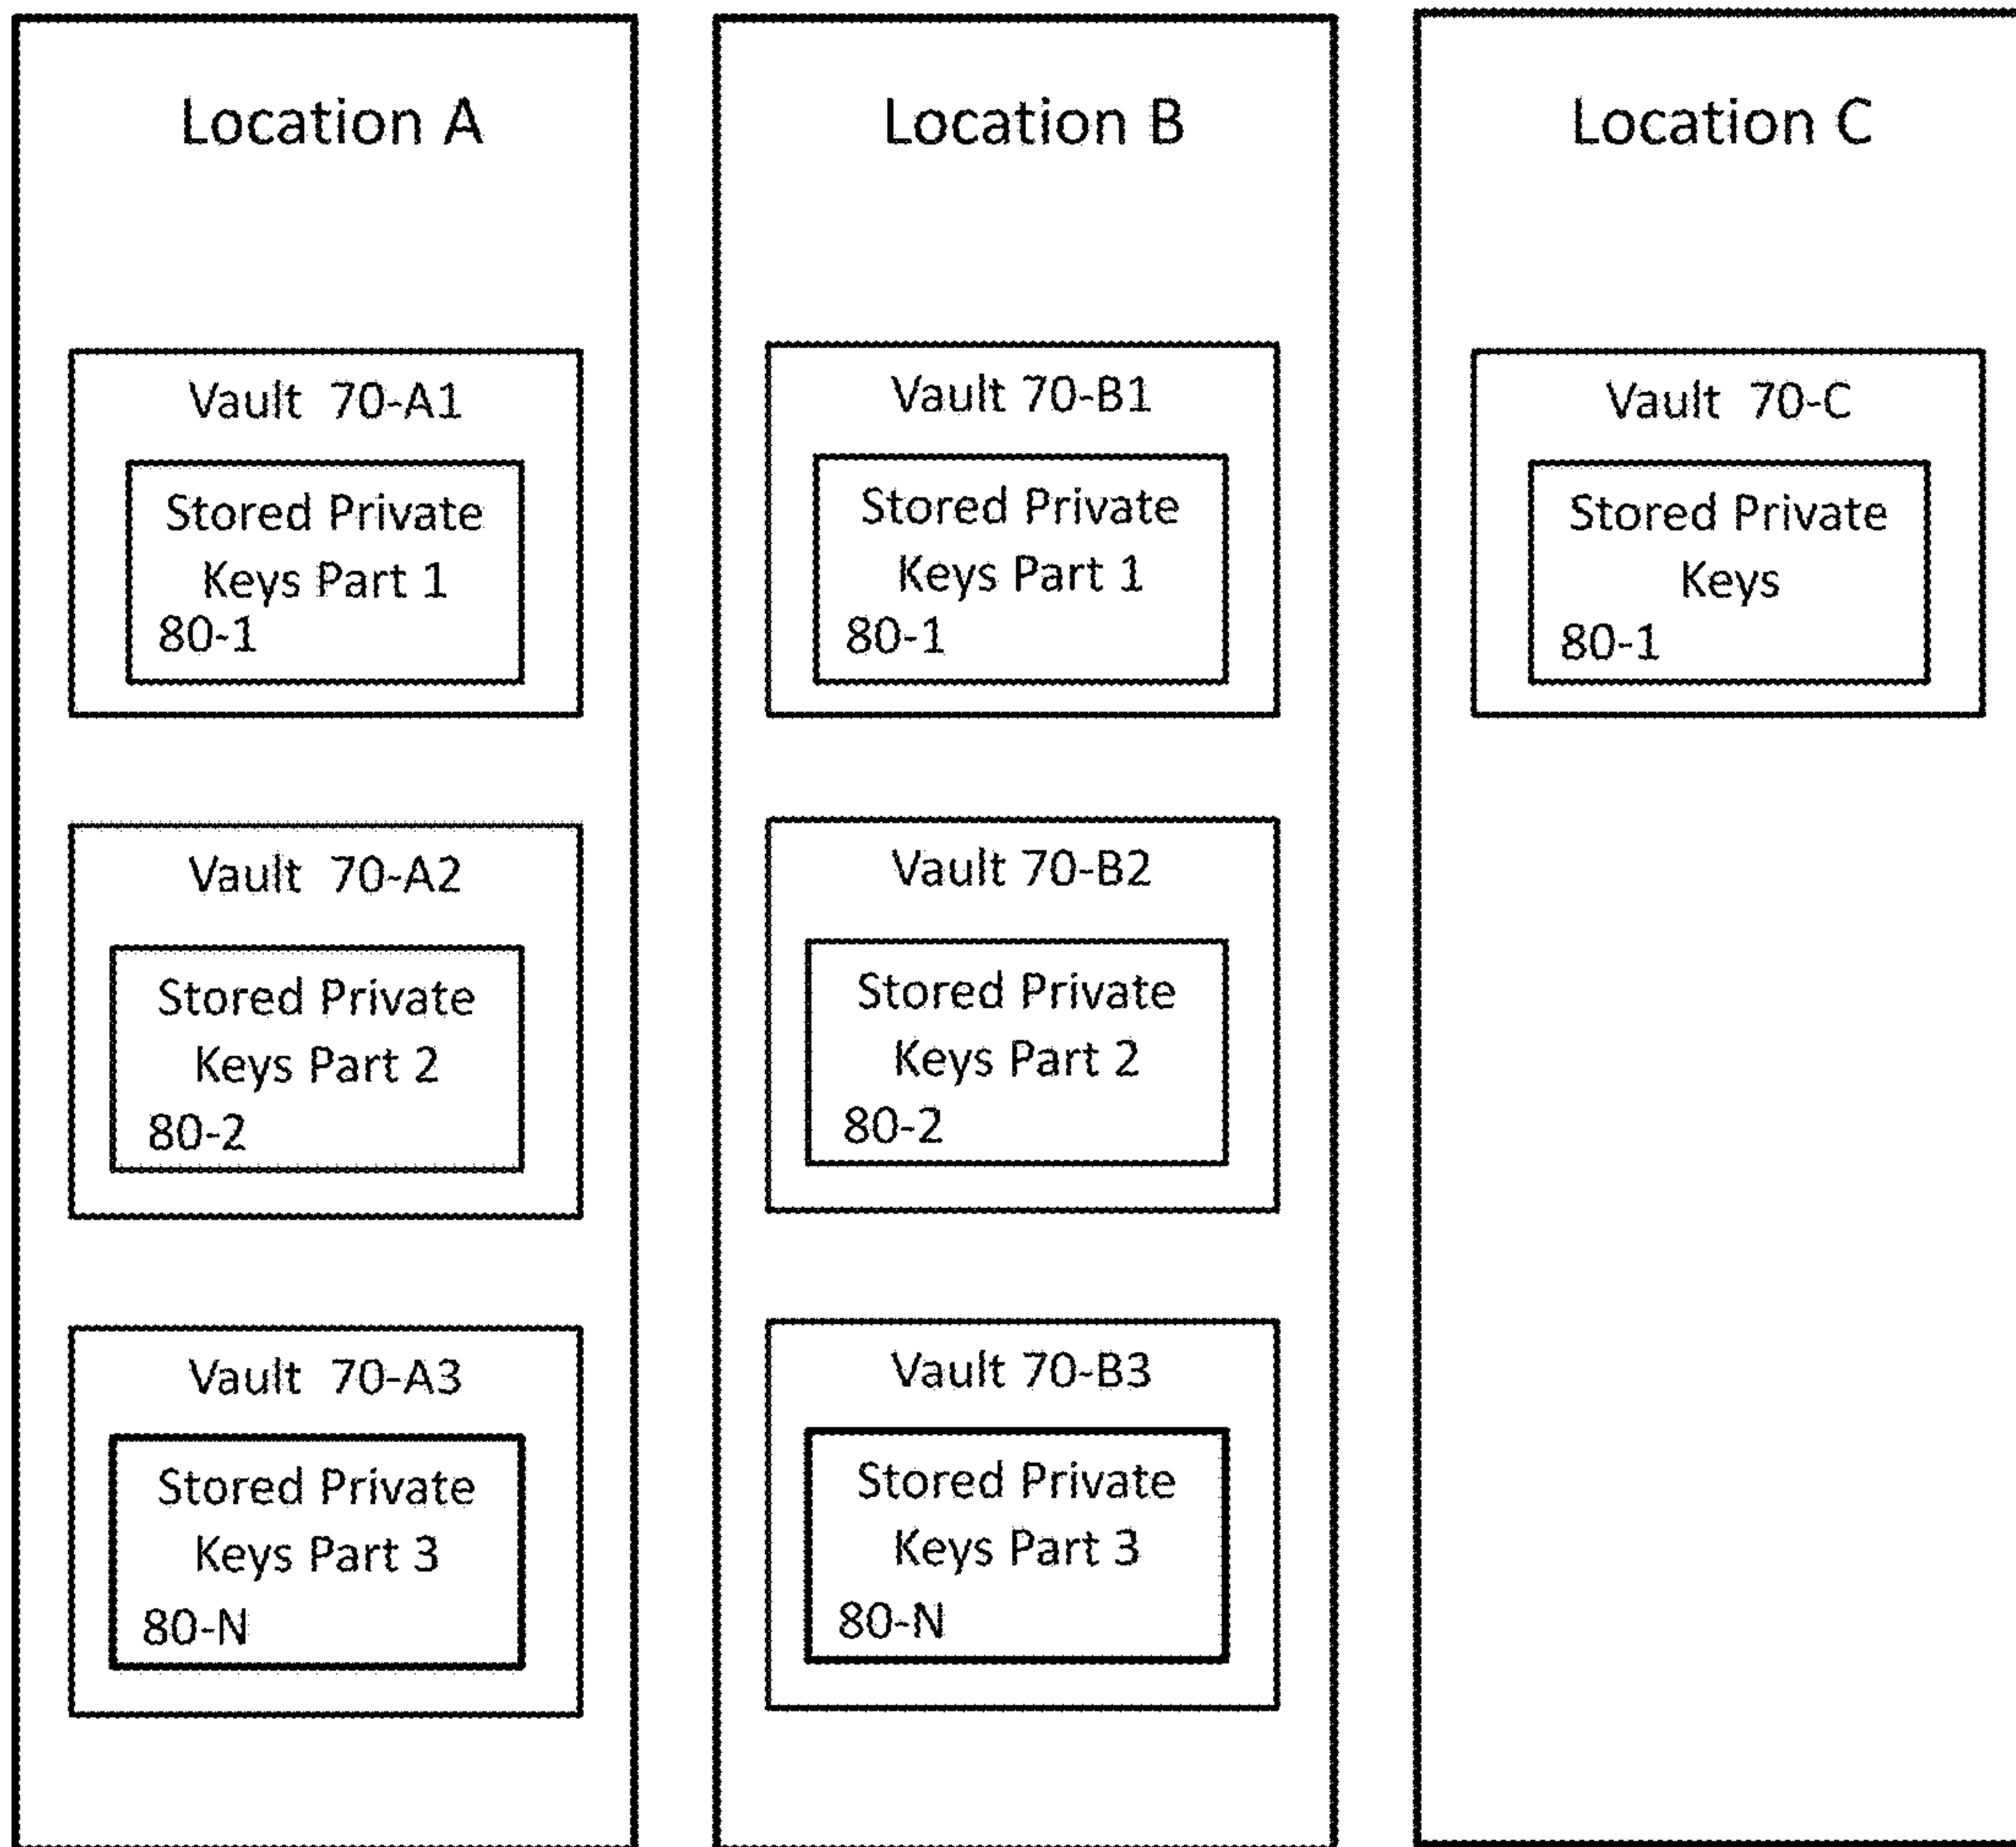 Location A
Vault 70-A1
Stored Private
Keys Part 1
80-1
Vault 70-A2
Stored Private
Keys Part 2
80-2
Vault 70-A3
Stored Private
Keys Part 3
80-N
Location B
Vault 70-B1
Stored Private
Keys Part 1
80-1
Vault 70-B2
Stored Private
Keys Part 2
80-2
Vault 70-B3
Stored Private
Keys Part 3
80-N
Location C
Vault 70-C
Stored Private
Keys
80-1